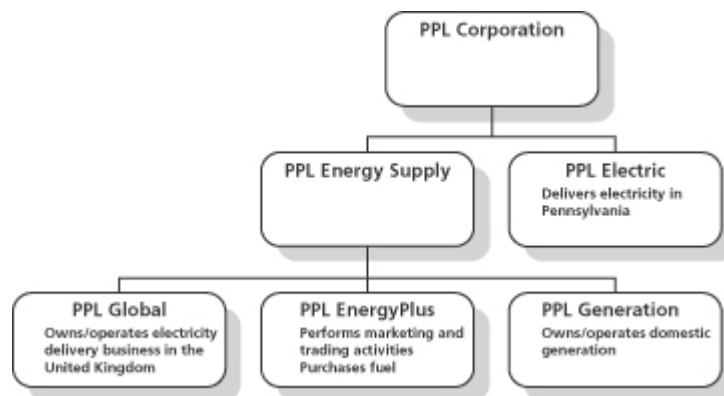 PPL Corporation
PPL Energy Supply
PPL Electric
Delivers electricity in
Pennsylvania
PPL Global
Owns/operates electricity
delivery business in the
United Kingdom
PPL EnergyPlus
Performs marketing and
trading activities
Purchases fuel
PPL Generation
Owns/operates domestic
generation